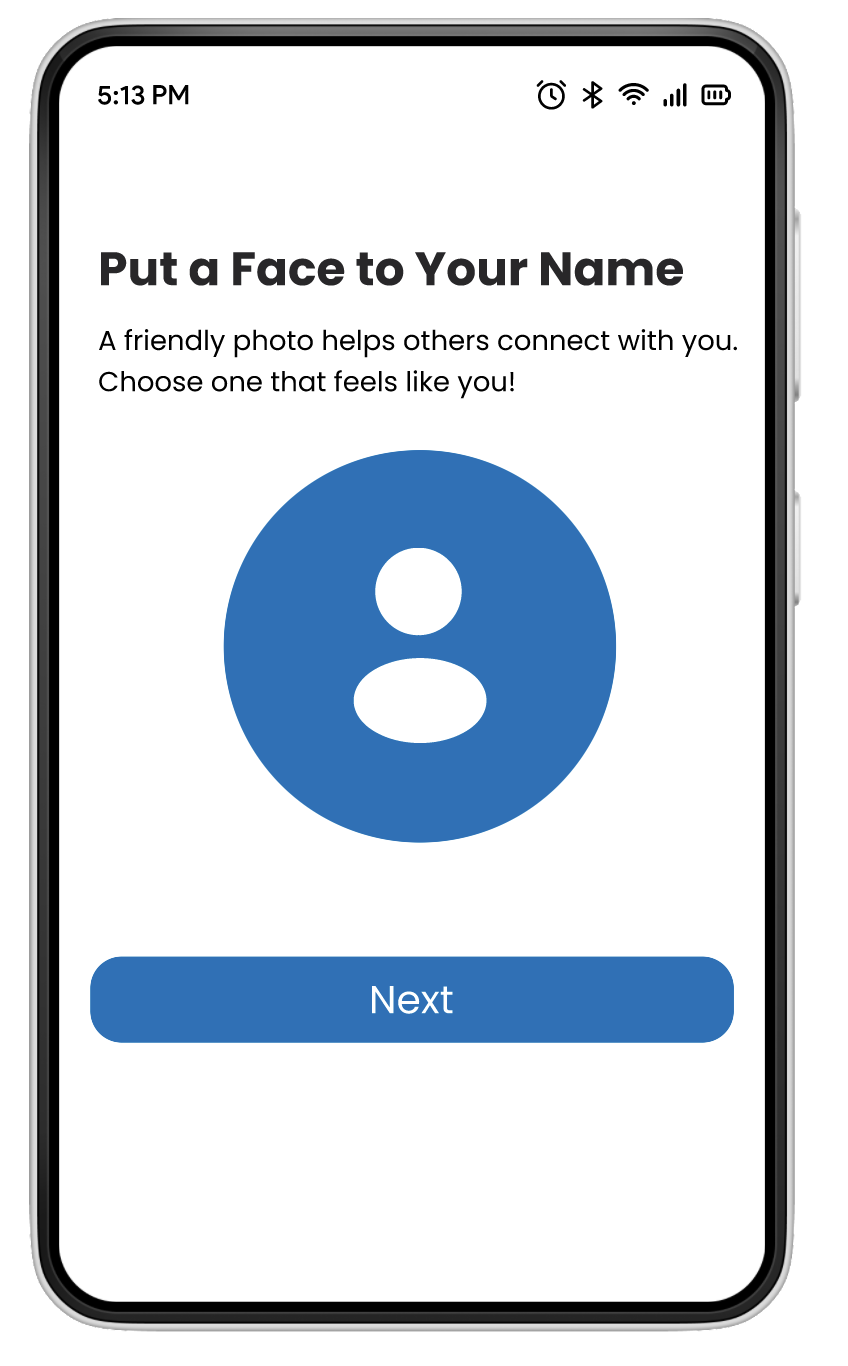 5:13 PM
Put a Face to Your Name
A friendly photo helps others connect with you.
Choose one that feels like you!
Next